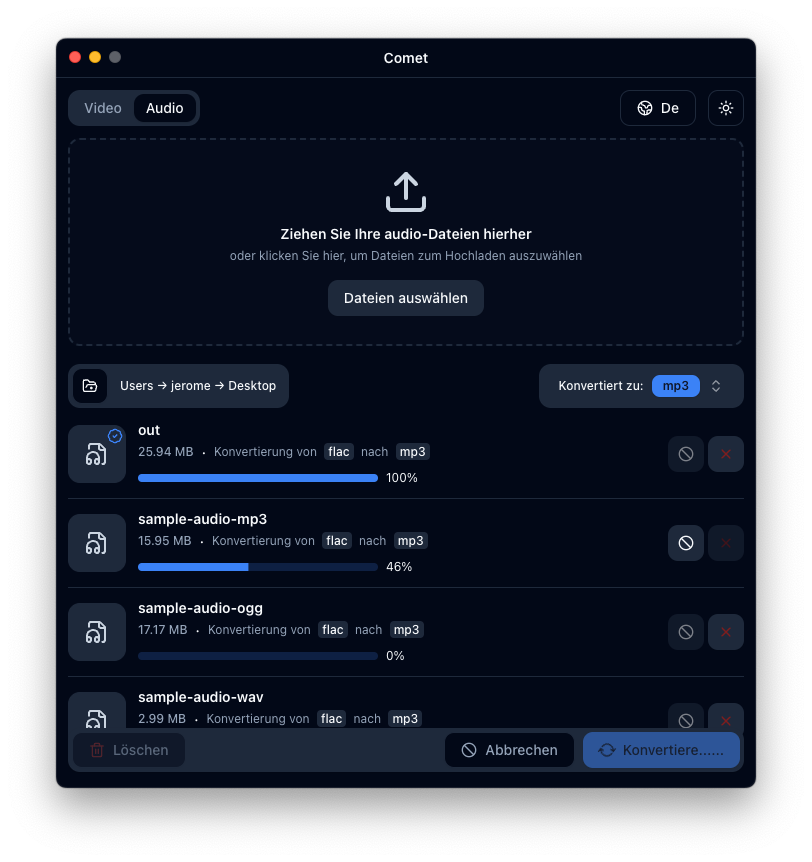 Comet
Video Audio De
Ziehen Sie Ihre audio-Dateien hierher
oder klicken Sie hier, um Dateien zum Hochladen auszuwählen
Dateien auswählen
Users → jerome → Desktop Konvertiert zu: mp3
out
25.94 MB • Konvertierung von flac nach mp3
100%
sample-audio-mp3
15.95 MB • Konvertierung von flac nach mp3
46%
sample-audio-ogg
17.17 MB • Konvertierung von flac nach mp3
0%
sample-audio-wav
2.99 MB • Konvertierung von flac nach mp3
Löschen Abbrechen Konvertiere......